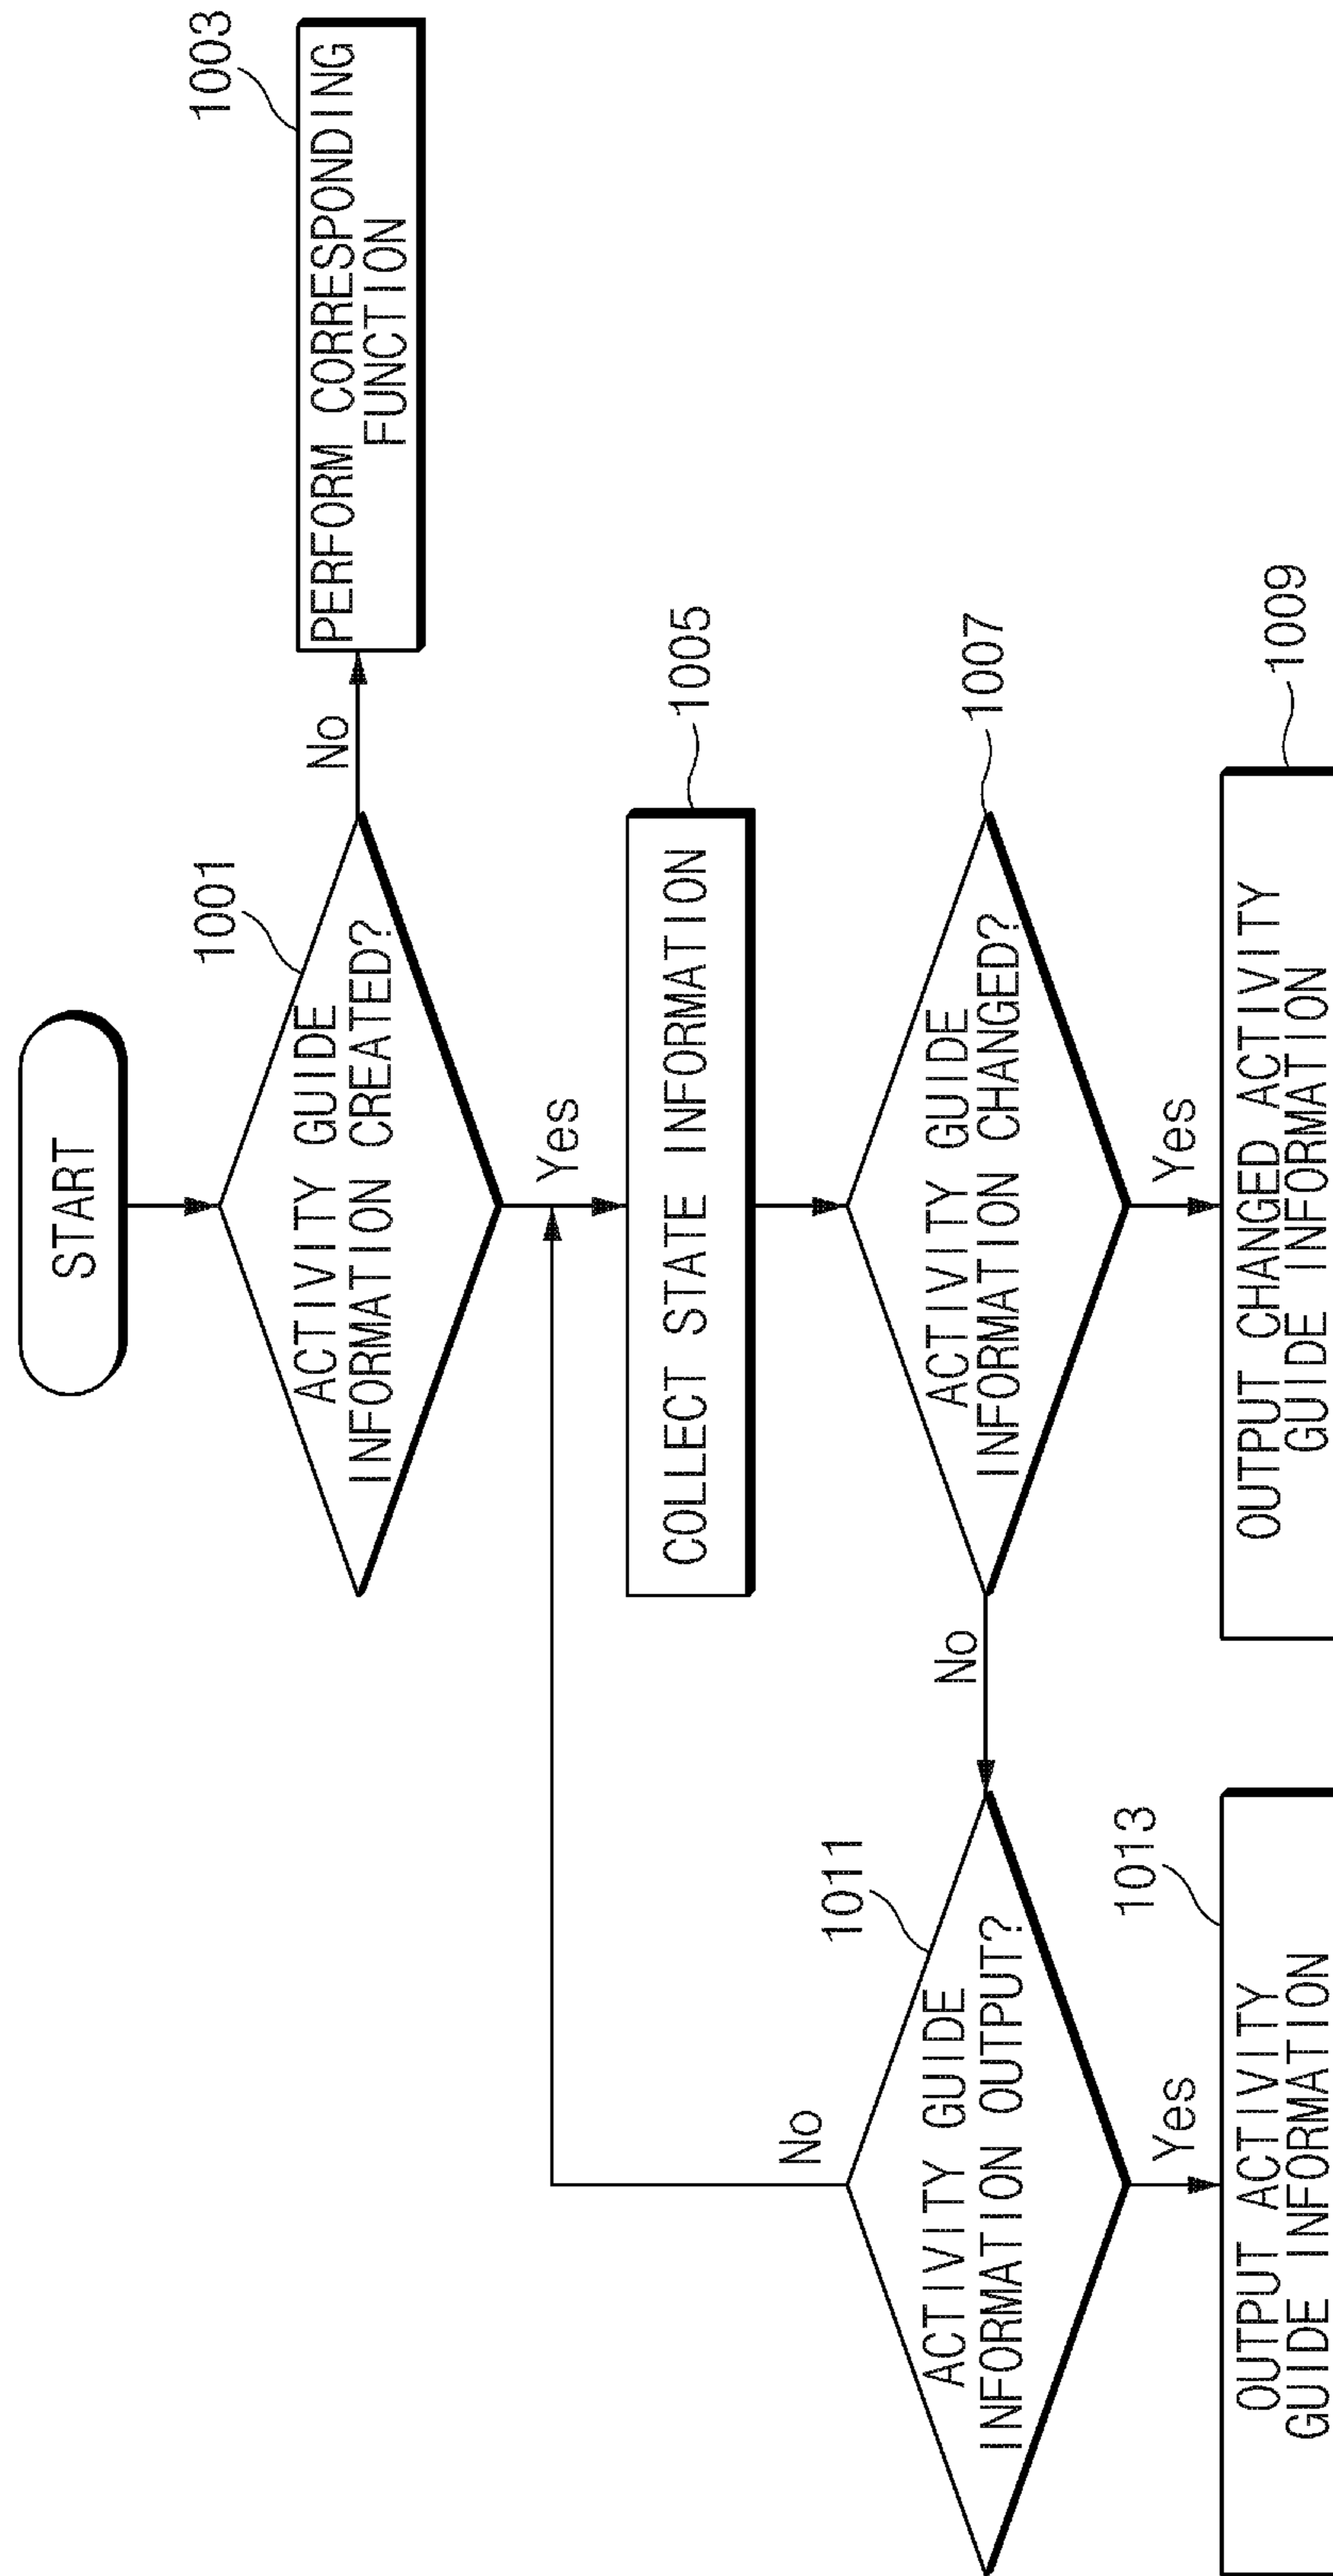 START
1001
ACTIVITY GUIDE
INFORMATION CREATED?
No
1003
PERFORM CORRESPONDING
FUNCTION
Yes
COLLECT STATE INFORMATION
1005
ACTIVITY GUIDE
INFORMATION CHANGED?
1007
No
Yes
OUTPUT CHANGED ACTIVITY
GUIDE INFORMATION
1009
1011
ACTIVITY GUIDE
INFORMATION OUTPUT?
No
Yes
1013
OUTPUT ACTIVITY
GUIDE INFORMATION